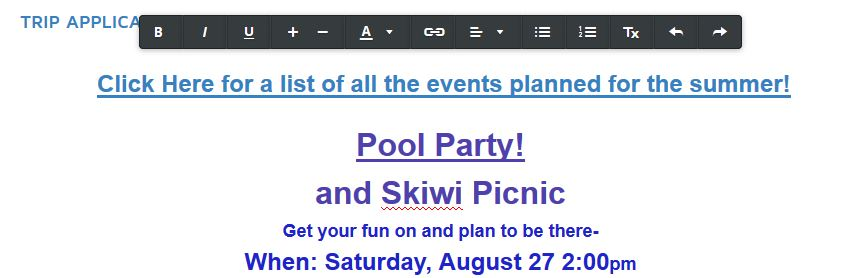 TRIP APPLICA
B I U + − A Tx
Click Here for a list of all the events planned for the summer!
Pool Party!
and Skiwi Picnic
Get your fun on and plan to be there-
When: Saturday, August 27 2:00pm